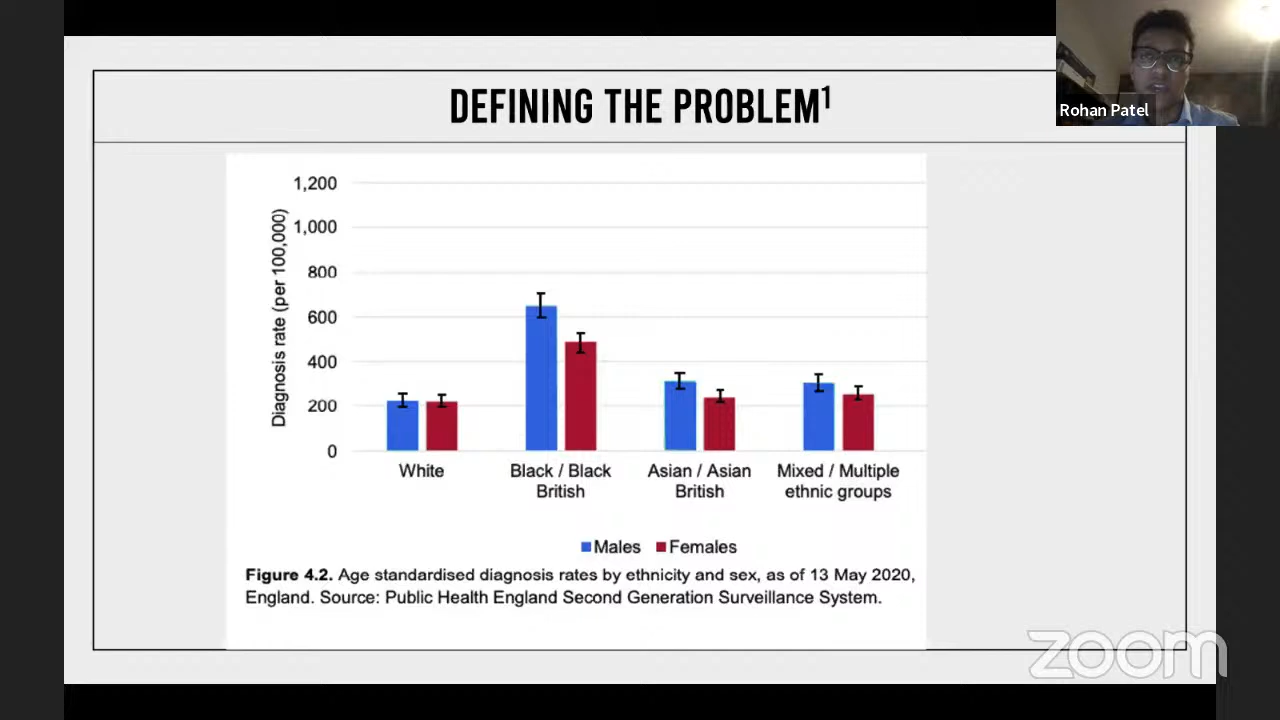 DEFINING THE PROBLEM¹
Rohan Patel
Diagnosis rate (per 100,000)
1,200
1,000
800
600
400
200
0
White
Black / Black
British
Asian / Asian
British
Mixed / Multiple
ethnic groups
Males Females
Figure 4.2. Age standardised diagnosis rates by ethnicity and sex, as of 13 May 2020,
England. Source: Public Health England Second Generation Surveillance System.
zoom